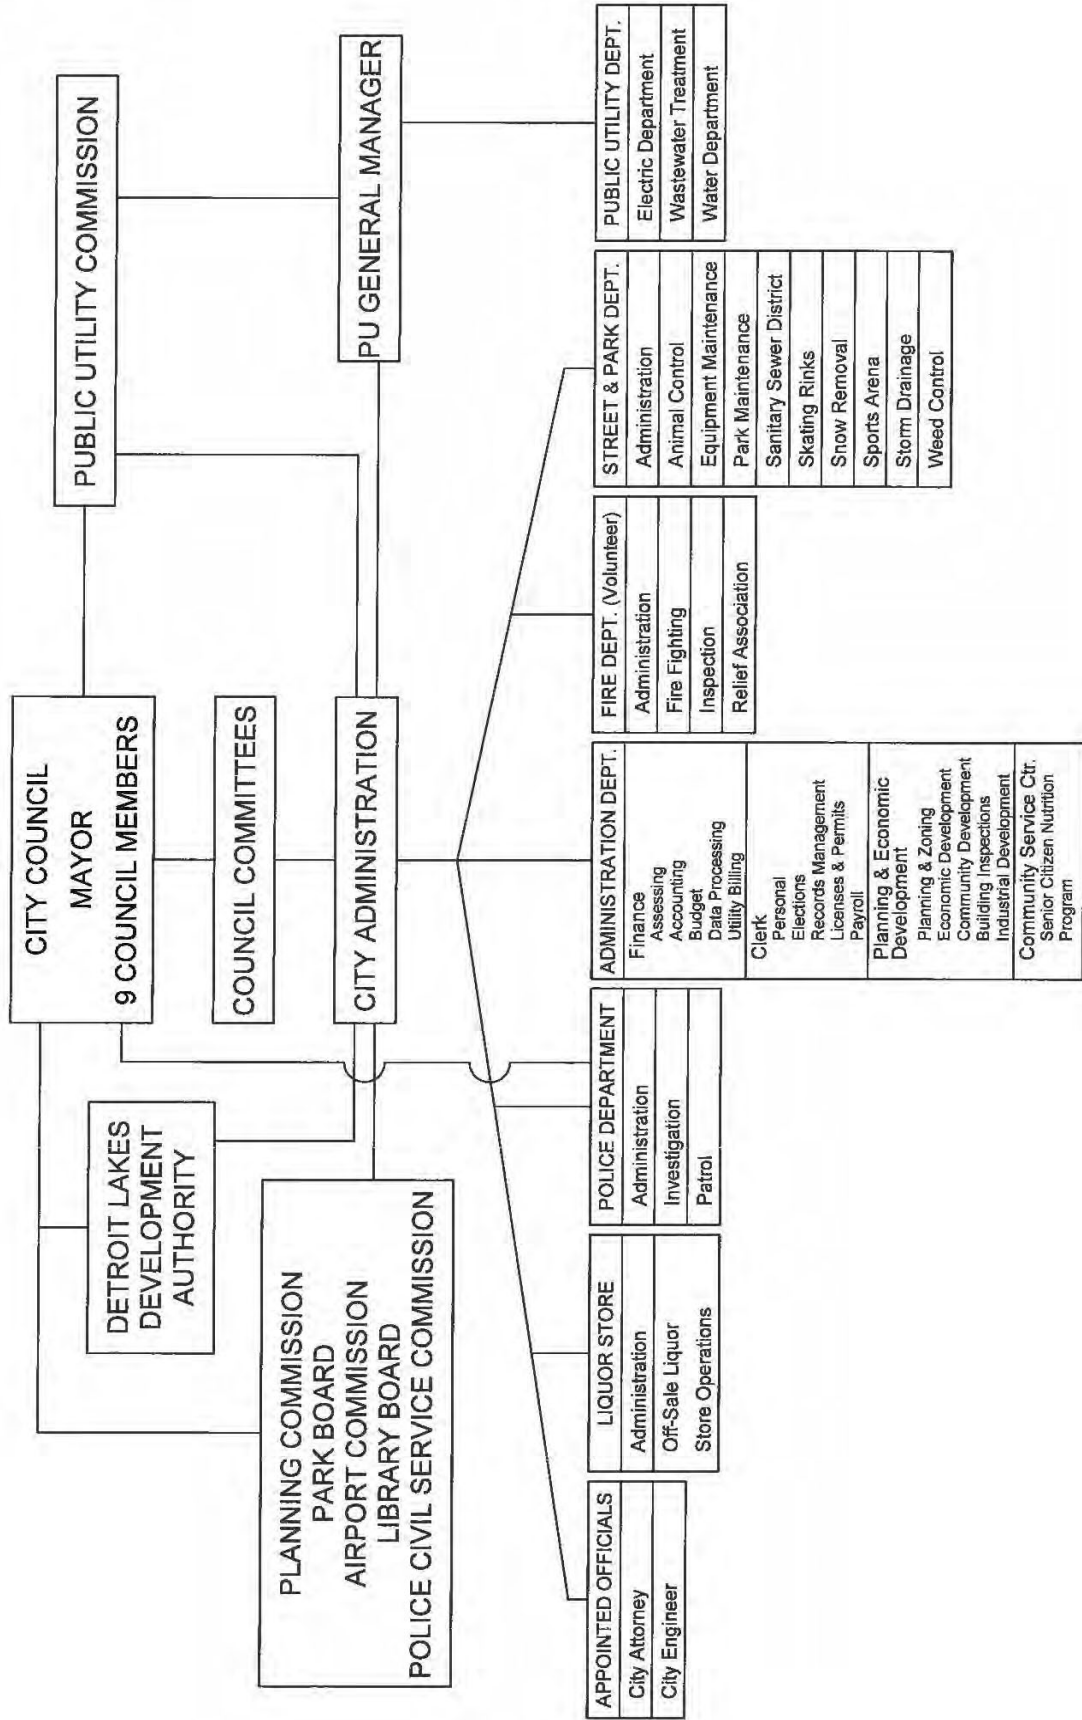 CITY COUNCIL
MAYOR
9 COUNCIL MEMBERS
PUBLIC UTILITY COMMISSION
DETROIT LAKES
DEVELOPMENT
AUTHORITY
COUNCIL COMMITTEES
PLANNING COMMISSION
PARK BOARD
AIRPORT COMMISSION
LIBRARY BOARD
POLICE CIVIL SERVICE COMMISSION
CITY ADMINISTRATION
PU GENERAL MANAGER
APPOINTED OFFICIALS
City Attorney
City Engineer
LIQUOR STORE
Administration
Off-Sale Liquor
Store Operations
POLICE DEPARTMENT
Administration
Investigation
Patrol
ADMINISTRATION DEPT.
Finance
Assessing
Accounting
Budget
Data Processing
Utility Billing
Clerk
Personal
Elections
Records Management
Licenses & Permits
Payroll
Planning & Economic
Development
Planning & Zoning
Economic Development
Community Development
Building Inspections
Industrial Development
Community Service Ctr.
Senior Citizen Nutrition
Program
FIRE DEPT. (Volunteer)
Administration
Fire Fighting
Inspection
Relief Association
STREET & PARK DEPT.
Administration
Animal Control
Equipment Maintenance
Park Maintenance
Sanitary Sewer District
Skating Rinks
Snow Removal
Sports Arena
Storm Drainage
Weed Control
PUBLIC UTILITY DEPT.
Electric Department
Wastewater Treatment
Water Department